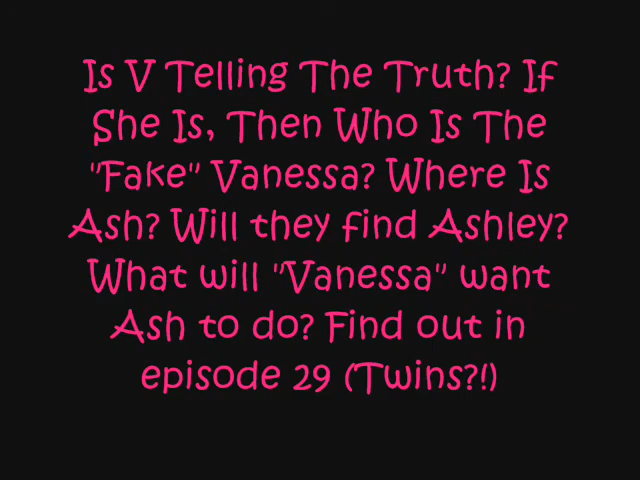 Is V Telling The Truth? If
She Is, Then Who Is The
"Fake" Vanessa? Where Is
Ash? Will they find Ashley?
What will "Vanessa" want
Ash to do? Find out in
episode 29 (Twins?!)